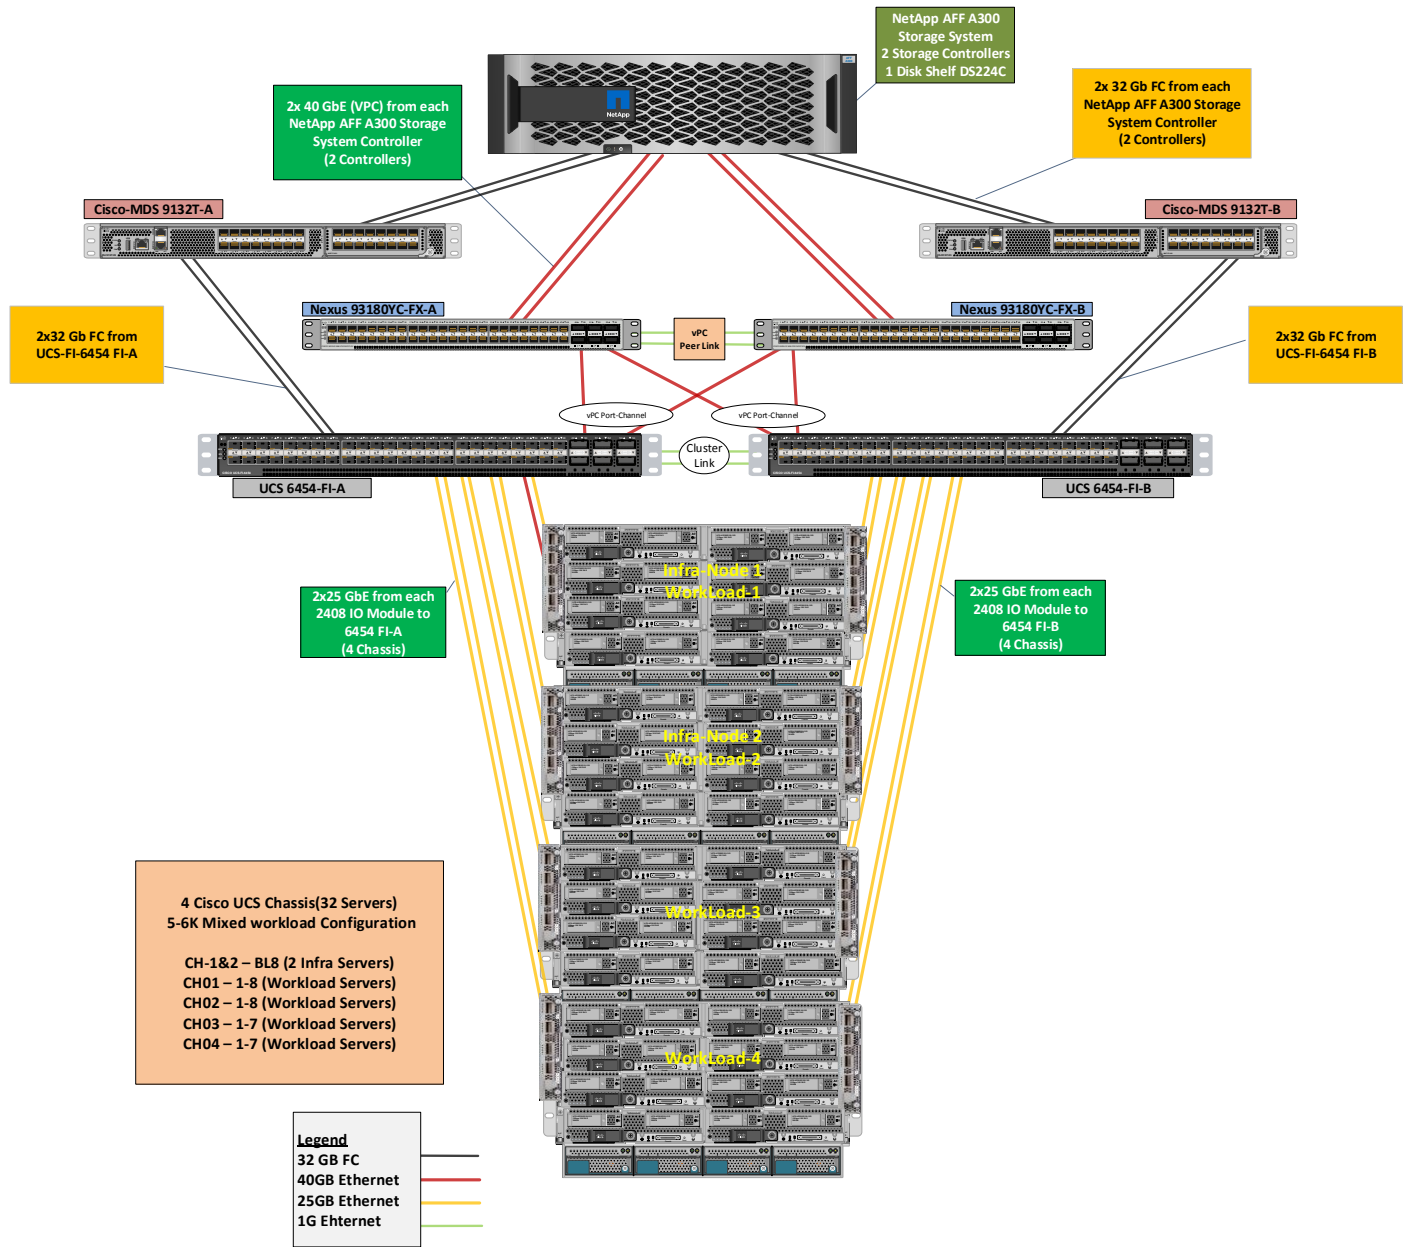 NetApp AFF A300
Storage System
2 Storage Controllers
1 Disk Shelf DS224C
2x 40 GbE (VPC) from each
NetApp AFF A300 Storage
System Controller
(2 Controllers)
2x 32 Gb FC from each
NetApp AFF A300 Storage
System Controller
(2 Controllers)
NetApp
Cisco-MDS 9132T-A
Cisco-MDS 9132T-B
Nexus 93180YC-FX-A
Nexus 93180YC-FX-B
2x32 Gb FC from
UCS-FI-6454 FI-A
vPC
Peer Link
2x32 Gb FC from
UCS-FI-6454 FI-B
vPC Port-Channel
vPC Port-Channel
Cluster
Link
UCS 6454-FI-A
UCS 6454-FI-B
Infra-Node 1
WorkLoad-1
2x25 GbE from each
2408 IO Module to
6454 FI-A
(4 Chassis)
2x25 GbE from each
2408 IO Module to
6454 FI-B
(4 Chassis)
Infra-Node 2
WorkLoad-2
WorkLoad-3
WorkLoad-4
4 Cisco UCS Chassis(32 Servers)
5-6K Mixed workload Configuration
CH-1&2 – BL8 (2 Infra Servers)
CH01 – 1-8 (Workload Servers)
CH02 – 1-8 (Workload Servers)
CH03 – 1-7 (Workload Servers)
CH04 – 1-7 (Workload Servers)
Legend
32 GB FC
40GB Ethernet
25GB Ethernet
1G Ehternet